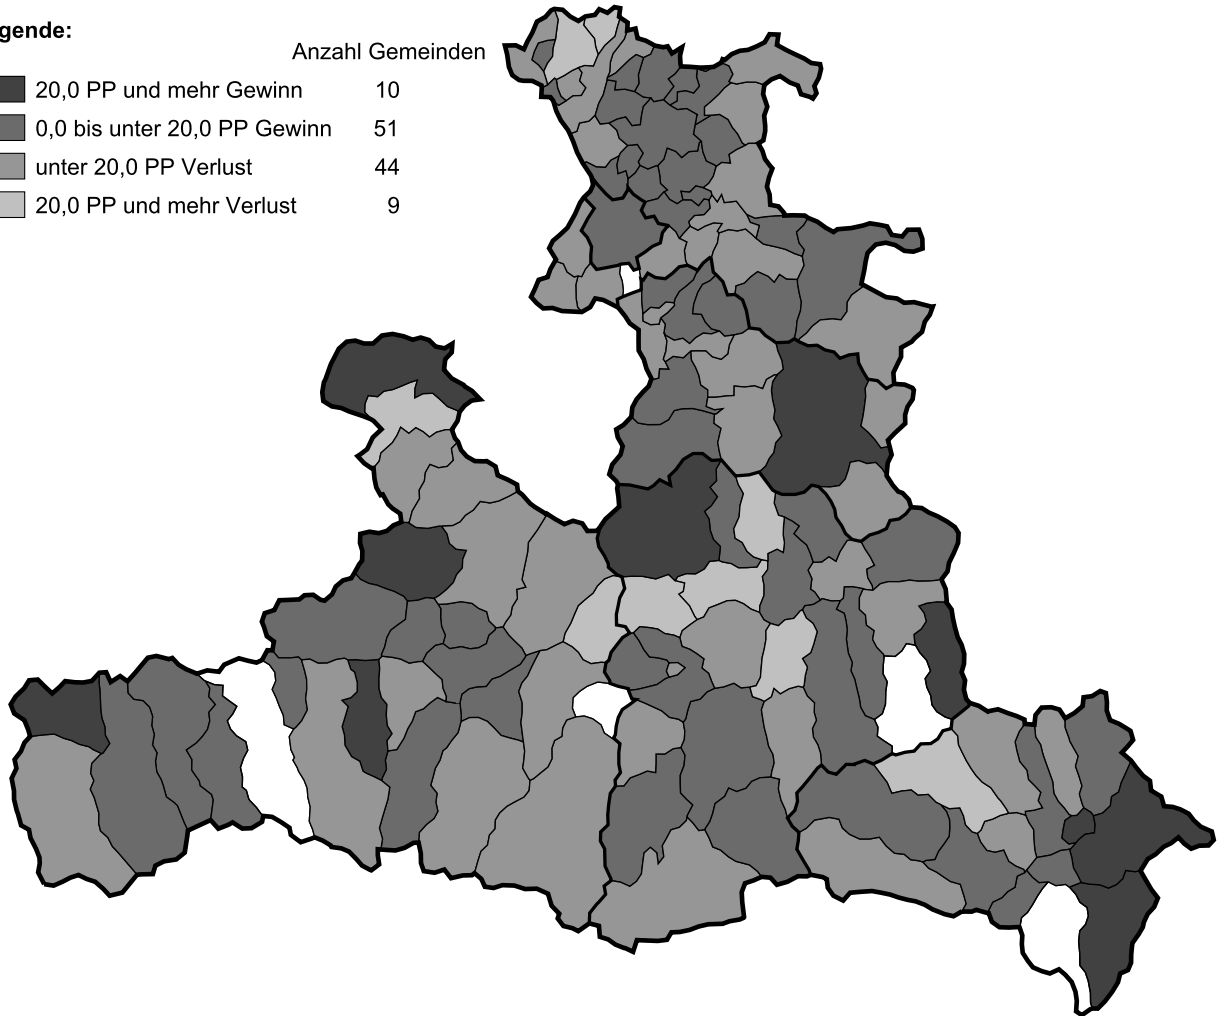 gende:
Anzahl Gemeinden
20,0 PP und mehr Gewinn 10
0,0 bis unter 20,0 PP Gewinn 51
unter 20,0 PP Verlust 44
20,0 PP und mehr Verlust 9